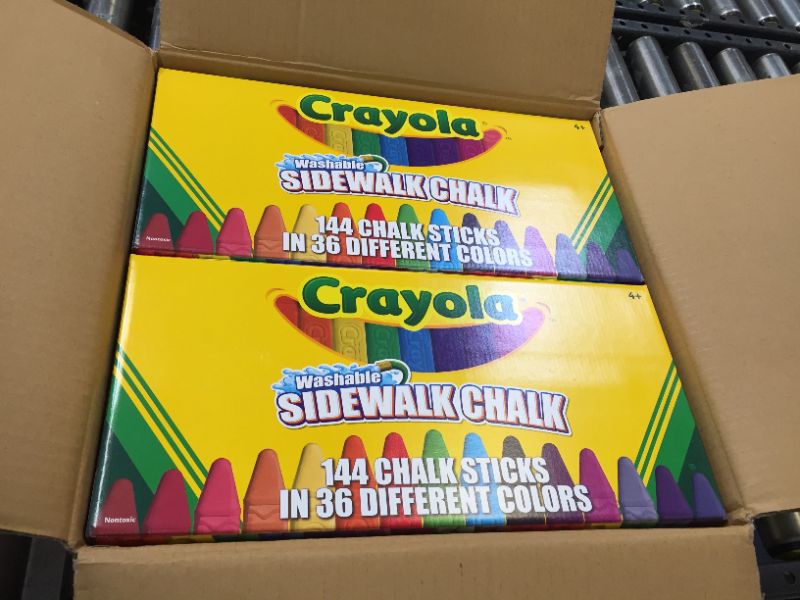 Crayola
4+
Washable
SIDEWALK CHALK
144 CHALK STICKS
IN 36 DIFFERENT COLORS
Nontoxic
Crayola
4+
Washable
SIDEWALK CHALK
144 CHALK STICKS
IN 36 DIFFERENT COLORS
Nontoxic